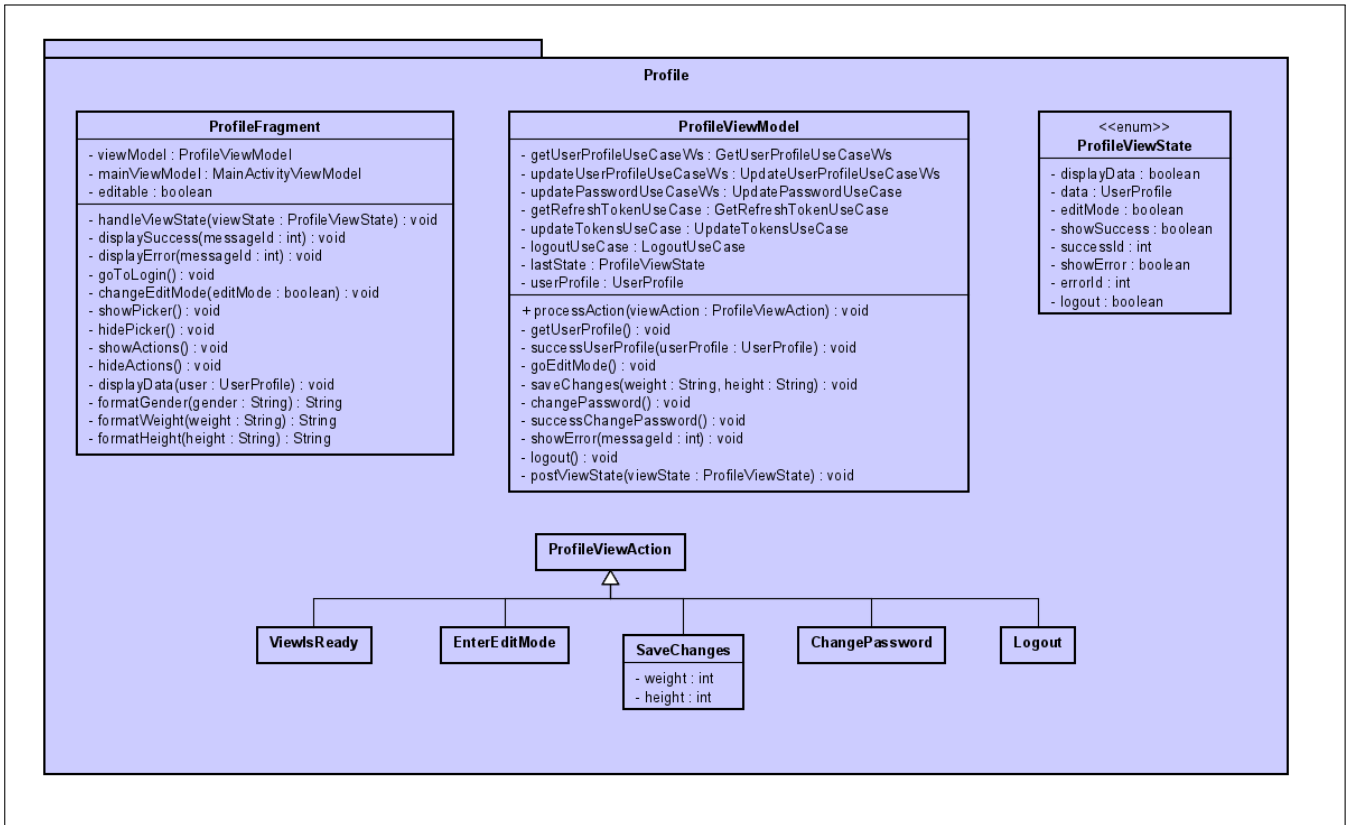 Profile
ProfileFragment
- viewModel : ProfileViewModel
- mainViewModel : MainActivityViewModel
- editable : boolean
- handleViewState(viewState : ProfileViewState) : void
- displaySuccess(messageId : int) : void
- displayError(messageId : int) : void
- goToLogin() : void
- changeEditMode(editMode : boolean) : void
- showPicker() : void
- hidePicker() : void
- showActions() : void
- hideActions() : void
- displayData(user : UserProfile) : void
- formatGender(gender : String) : String
- formatWeight(weight : String) : String
- formatHeight(height : String) : String
ProfileViewModel
- getUserProfileUseCaseWs : GetUserProfileUseCaseWs
- updateUserProfileUseCaseWs : UpdateUserProfileUseCaseWs
- updatePasswordUseCaseWs : UpdatePasswordUseCase
- getRefreshTokenUseCase : GetRefreshTokenUseCase
- updateTokensUseCase : UpdateTokensUseCase
- logoutUseCase : LogoutUseCase
- lastState : ProfileViewState
- userProfile : UserProfile
+ processAction(viewAction : ProfileViewAction) : void
- getUserProfile() : void
- successUserProfile(userProfile : UserProfile) : void
- goEditMode() : void
- saveChanges(weight : String, height : String) : void
- changePassword() : void
- successChangePassword() : void
- showError(messageId : int) : void
- logout() : void
- postViewState(viewState : ProfileViewState) : void
<<enum>>
ProfileViewState
- displayData : boolean
- data : UserProfile
- editMode : boolean
- showSuccess : boolean
- successId : int
- showError : boolean
- errorId : int
- logout : boolean
ProfileViewAction
ViewIsReady
EnterEditMode
SaveChanges
- weight : int
- height : int
ChangePassword
Logout